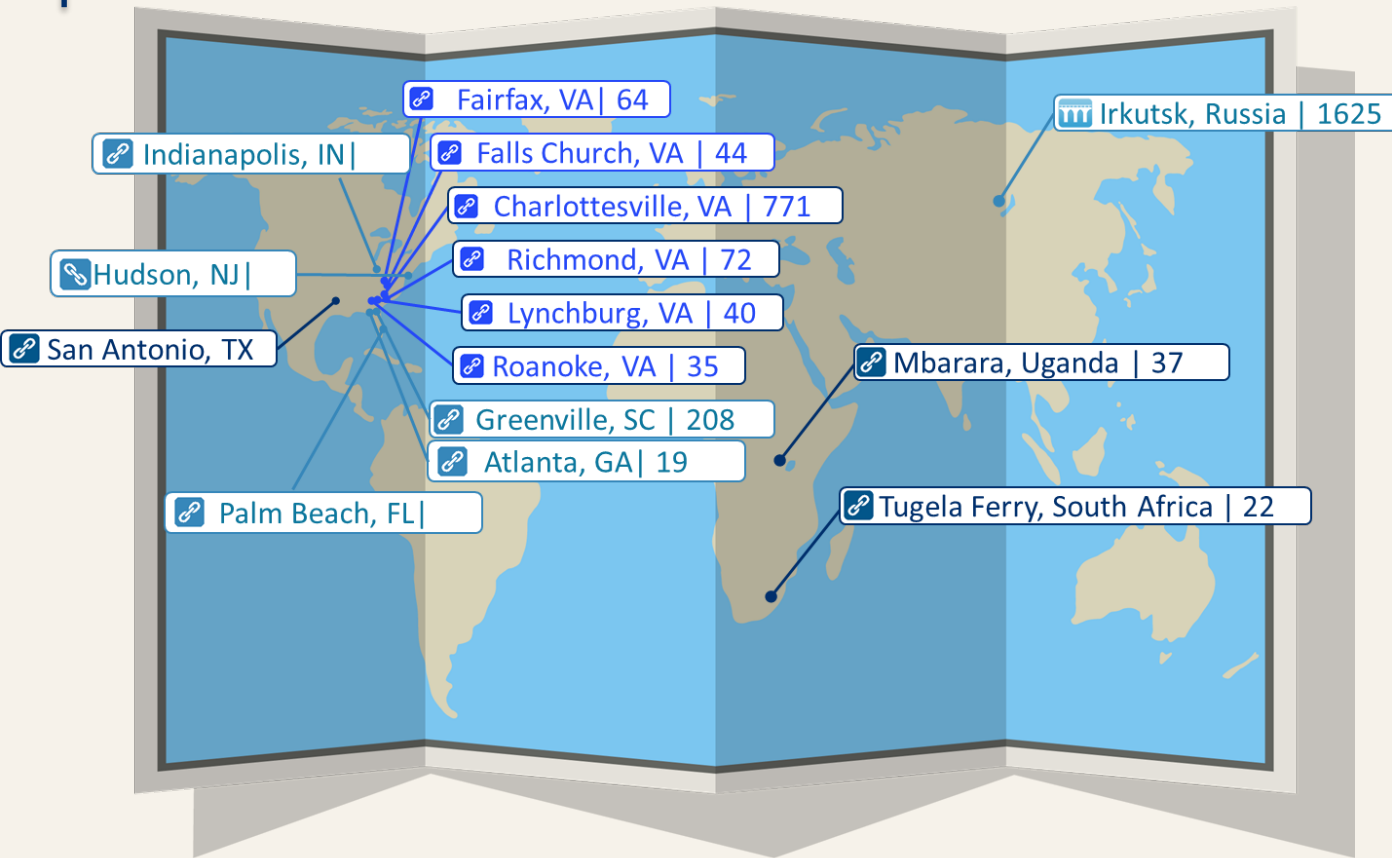 Fairfax, VA| 64
Indianapolis, IN|
Falls Church, VA | 44
Charlottesville, VA | 771
Richmond, VA | 72
Hudson, NJ|
Lynchburg, VA | 40
San Antonio, TX
Roanoke, VA | 35
Greenville, SC | 208
Atlanta, GA| 19
Palm Beach, FL|
Irkutsk, Russia | 1625
Mbarara, Uganda | 37
Tugela Ferry, South Africa | 22